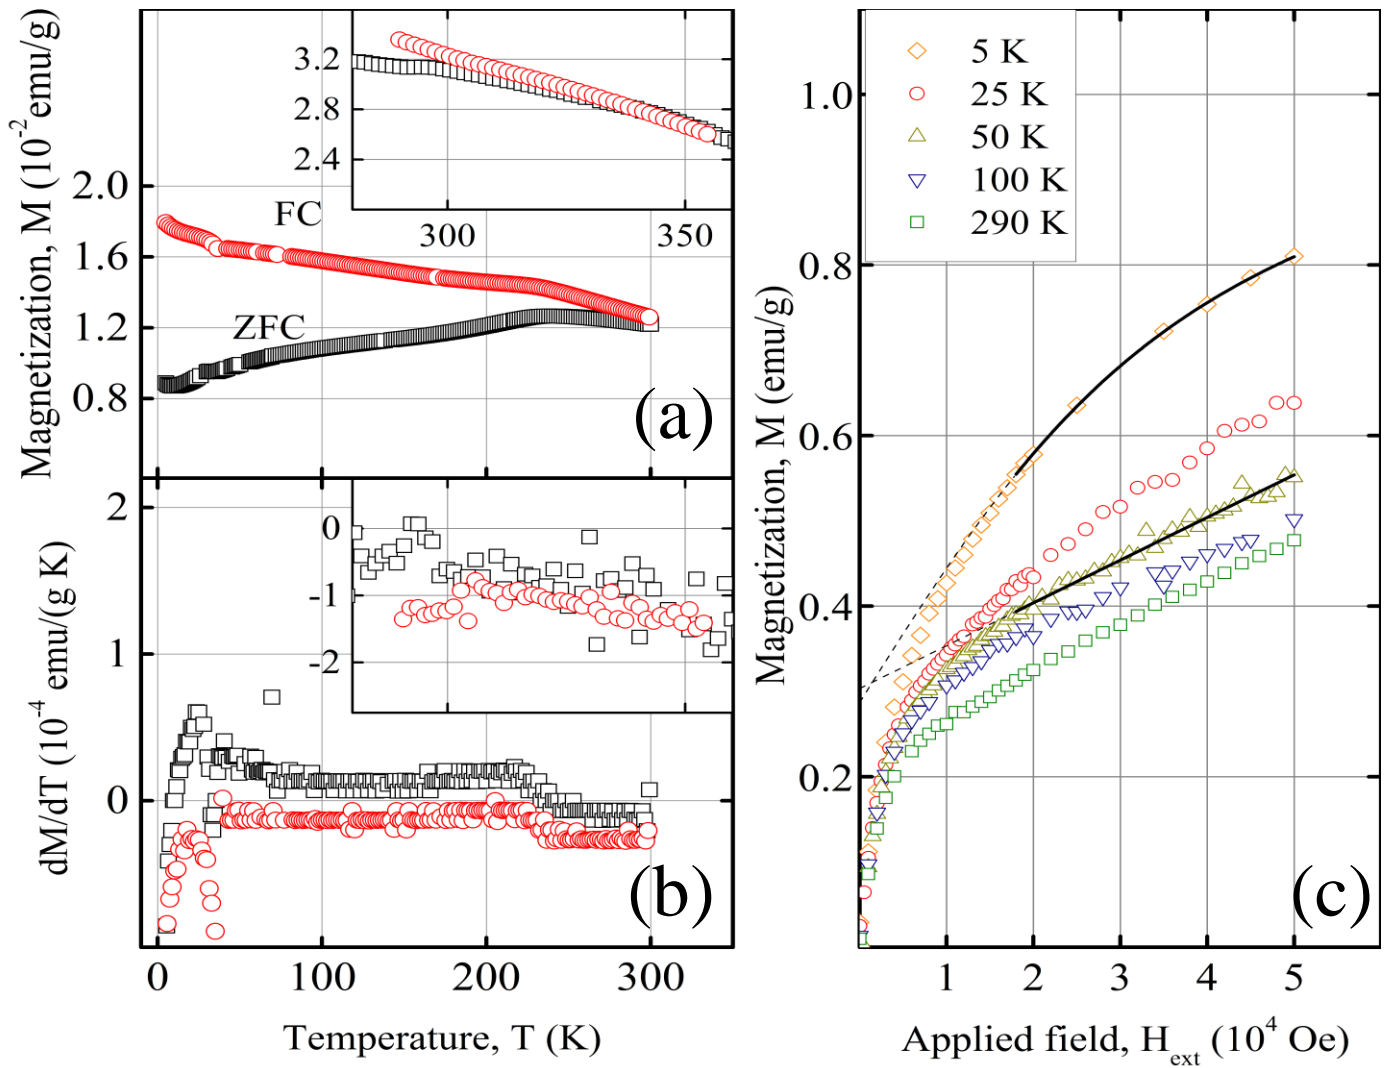 Magnetization, M (10⁻² emu/g)
2.0
1.6
1.2
0.8
FC
ZFC
(a)
3.2
2.8
2.4
300
350
dM/dT (10⁻⁴ emu/(g K)
2
1
0
(b)
0
−1
−2
0
100
200
300
Temperature, T (K)
Magnetization, M (emu/g)
1.0
0.8
0.6
0.4
0.2
5 K
25 K
50 K
100 K
290 K
(c)
1
2
3
4
5
Applied field, Hext (10⁴ Oe)